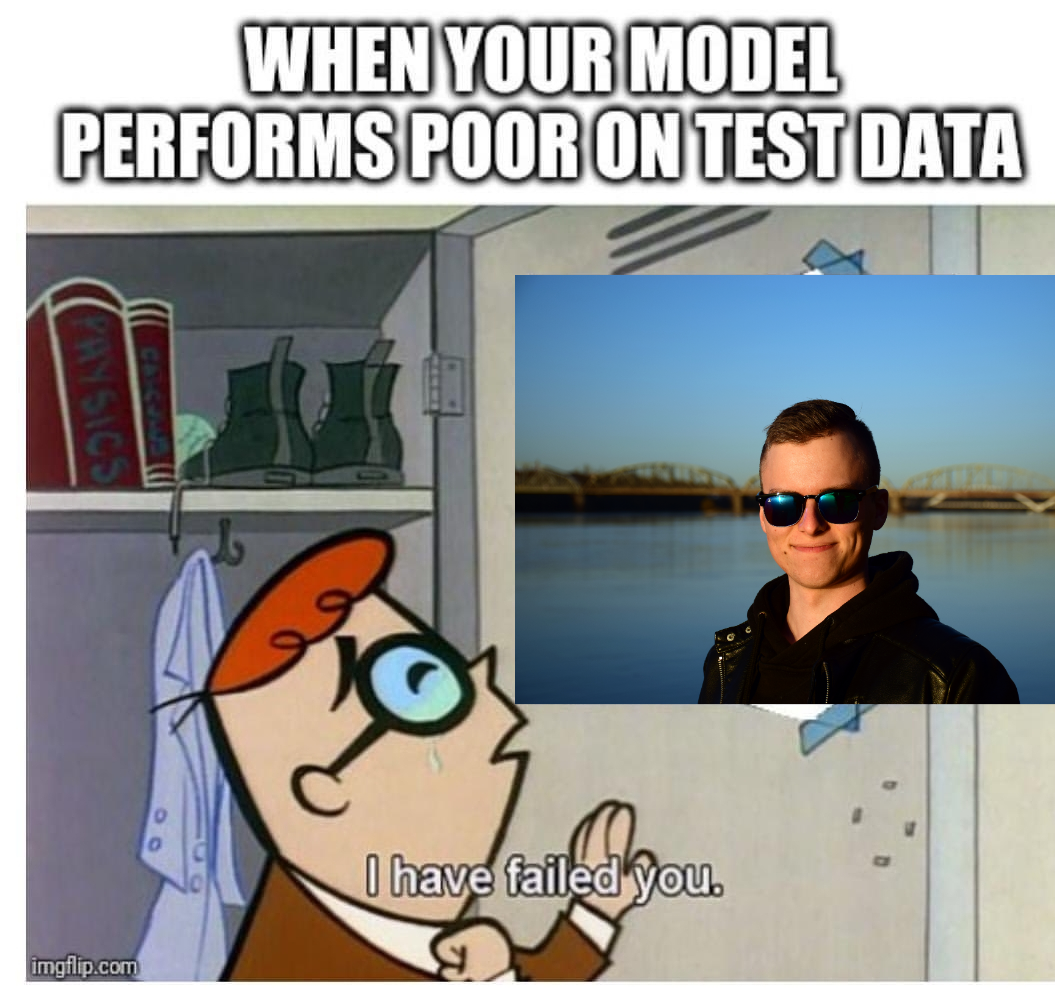 WHEN YOUR MODEL
PERFORMS POOR ON TEST DATA
PHYSICS
I have failed you.
imgflip.com